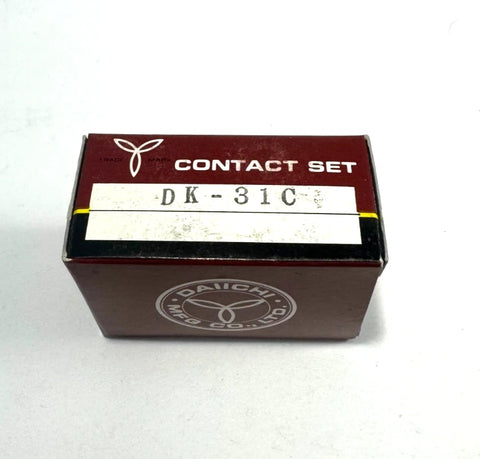 TRADE MARK
CONTACT SET
DK-31C
DAIICHI
MFG CO., LTD.